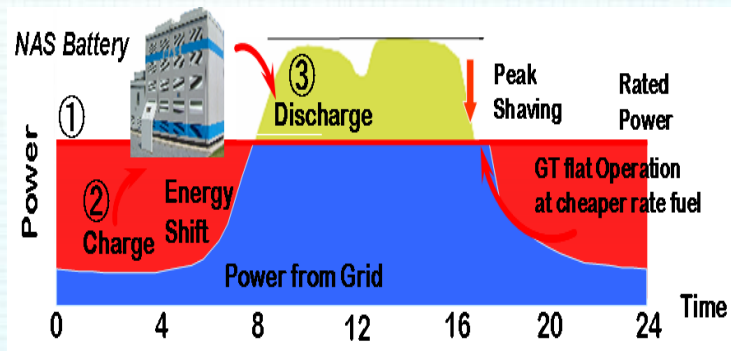 NAS Battery
①
③
Discharge
Peak
Shaving
Rated
Power
②
Charge
Energy
Shift
GT flat Operation
at cheaper rate fuel
Power
Power from Grid
0 4 8 12 16 20 24
Time